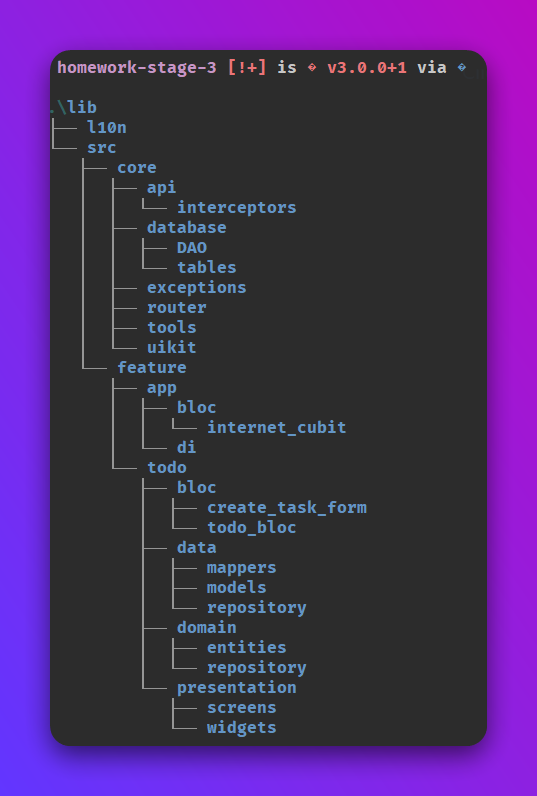 homework-stage-3 [!+] is � v3.0.0+1 via �
.\lib
├── l10n
└── src
    ├── core
    │   ├── api
    │   │   └── interceptors
    │   ├── database
    │   │   ├── DAO
    │   │   └── tables
    │   ├── exceptions
    │   ├── router
    │   ├── tools
    │   └── uikit
    └── feature
        ├── app
        │   ├── bloc
        │   │   └── internet_cubit
        │   └── di
        └── todo
            ├── bloc
            │   ├── create_task_form
            │   └── todo_bloc
            ├── data
            │   ├── mappers
            │   ├── models
            │   └── repository
            ├── domain
            │   ├── entities
            │   └── repository
            └── presentation
                ├── screens
                └── widgets